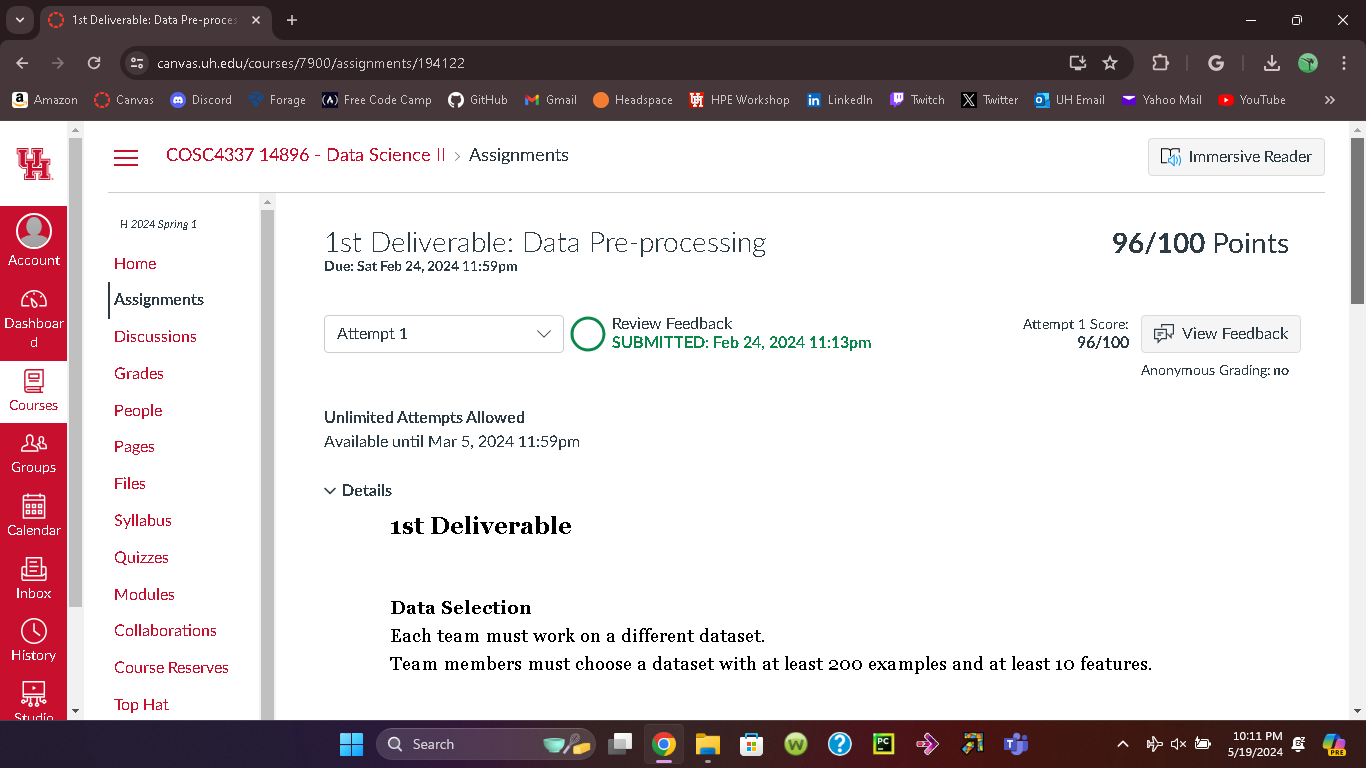 1st Deliverable: Data Pre-proces
canvas.uh.edu/courses/7900/assignments/194122
Amazon Canvas Discord Forage Free Code Camp GitHub Gmail Headspace HPE Workshop LinkedIn Twitch Twitter UH Email Yahoo Mail YouTube
COSC4337 14896 - Data Science II > Assignments
Immersive Reader
Account
Dashboar
d
Courses
Groups
Calendar
Inbox
History
Studio
H 2024 Spring 1
Home
Assignments
Discussions
Grades
People
Pages
Files
Syllabus
Quizzes
Modules
Collaborations
Course Reserves
Top Hat
1st Deliverable: Data Pre-processing
96/100 Points
Due: Sat Feb 24, 2024 11:59pm
Attempt 1
Review Feedback
SUBMITTED: Feb 24, 2024 11:13pm
Attempt 1 Score:
96/100
View Feedback
Anonymous Grading: no
Unlimited Attempts Allowed
Available until Mar 5, 2024 11:59pm
Details
1st Deliverable
Data Selection
Each team must work on a different dataset.
Team members must choose a dataset with at least 200 examples and at least 10 features.
Search
PC
PRE
10:11 PM
5/19/2024